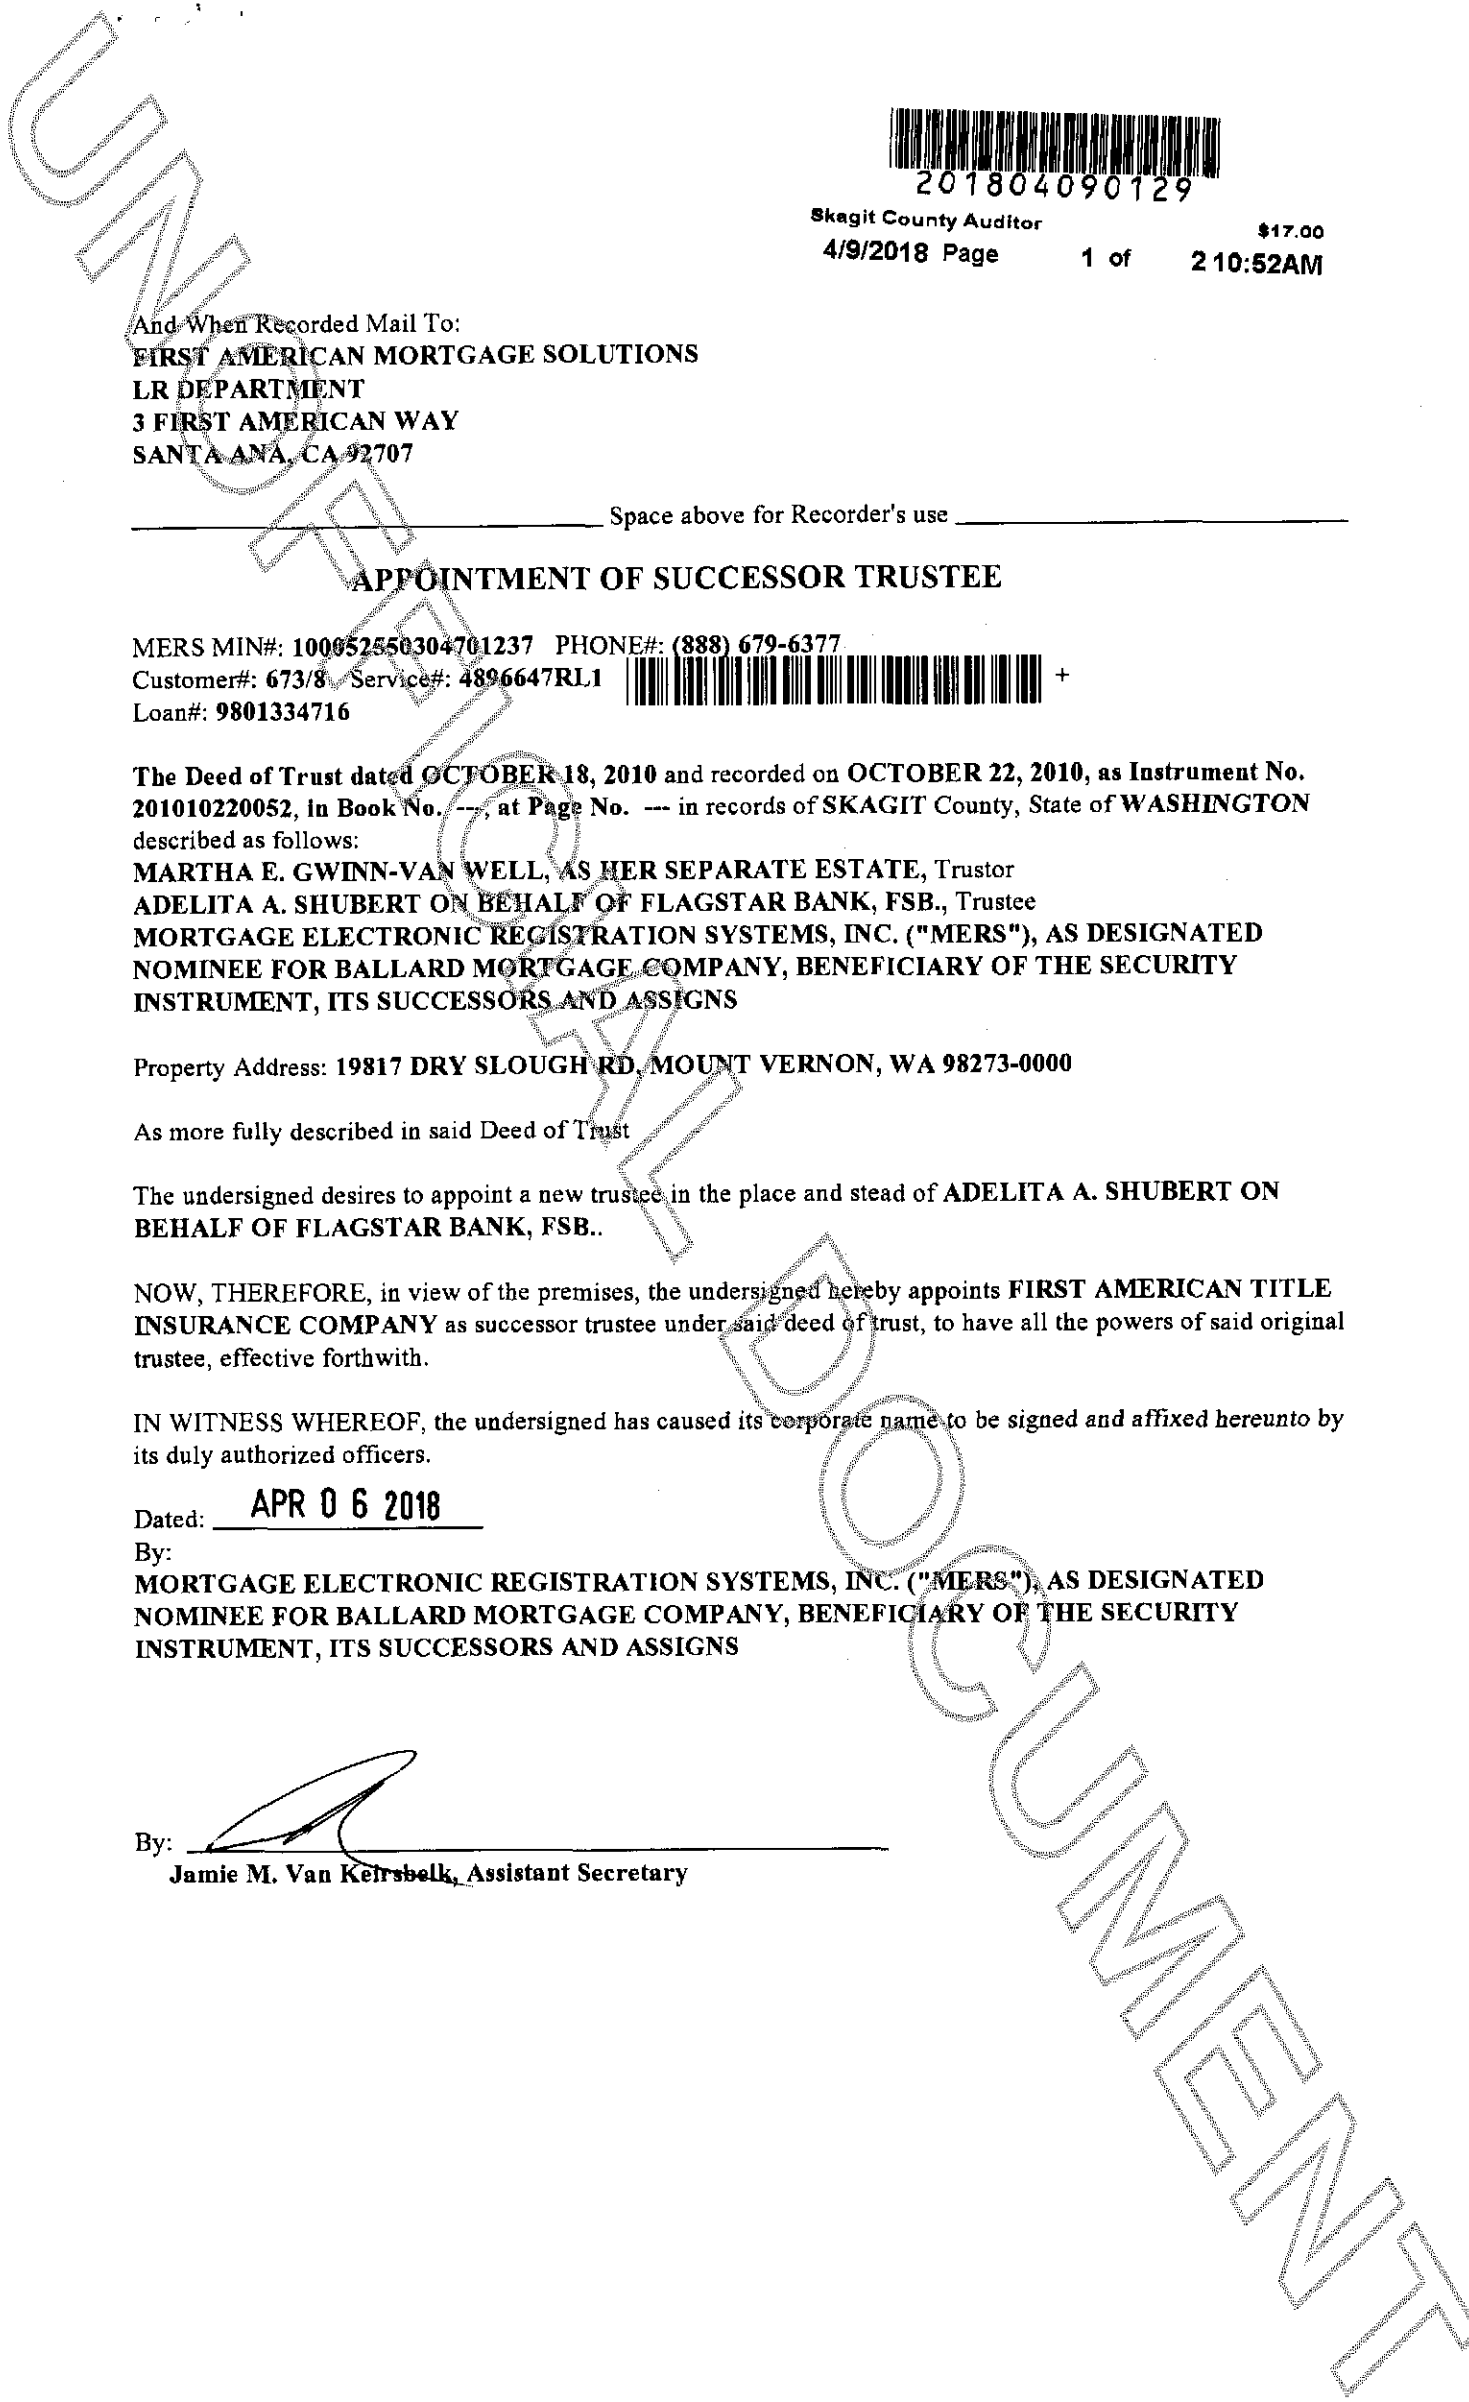 201804090129
Skagit County Auditor $17.00
4/9/2018 Page 1 of 2 10:52AM
And When Recorded Mail To:
FIRST AMERICAN MORTGAGE SOLUTIONS
LR DEPARTMENT
3 FIRST AMERICAN WAY
SANTA ANA, CA 92707
Space above for Recorder's use
APPOINTMENT OF SUCCESSOR TRUSTEE
MERS MIN#: 100052550304701237 PHONE#: (888) 679-6377
Customer#: 673/8 Service#: 4896647RL1 +
Loan#: 9801334716
The Deed of Trust dated OCTOBER 18, 2010 and recorded on OCTOBER 22, 2010, as Instrument No.
201010220052, in Book No. ---, at Page No. --- in records of SKAGIT County, State of WASHINGTON
described as follows:
MARTHA E. GWINN-VAN WELL, AS HER SEPARATE ESTATE, Trustor
ADELITA A. SHUBERT ON BEHALF OF FLAGSTAR BANK, FSB., Trustee
MORTGAGE ELECTRONIC REGISTRATION SYSTEMS, INC. ("MERS"), AS DESIGNATED
NOMINEE FOR BALLARD MORTGAGE COMPANY, BENEFICIARY OF THE SECURITY
INSTRUMENT, ITS SUCCESSORS AND ASSIGNS
Property Address: 19817 DRY SLOUGH RD, MOUNT VERNON, WA 98273-0000
As more fully described in said Deed of Trust
The undersigned desires to appoint a new trustee in the place and stead of ADELITA A. SHUBERT ON
BEHALF OF FLAGSTAR BANK, FSB..
NOW, THEREFORE, in view of the premises, the undersigned hereby appoints FIRST AMERICAN TITLE
INSURANCE COMPANY as successor trustee under said deed of trust, to have all the powers of said original
trustee, effective forthwith.
IN WITNESS WHEREOF, the undersigned has caused its corporate name to be signed and affixed hereunto by
its duly authorized officers.
Dated: APR 06 2018
By:
MORTGAGE ELECTRONIC REGISTRATION SYSTEMS, INC. ("MERS"), AS DESIGNATED
NOMINEE FOR BALLARD MORTGAGE COMPANY, BENEFICIARY OF THE SECURITY
INSTRUMENT, ITS SUCCESSORS AND ASSIGNS
By:
Jamie M. Van Keirsbelk, Assistant Secretary
UNOFFICIAL DOCUMENT